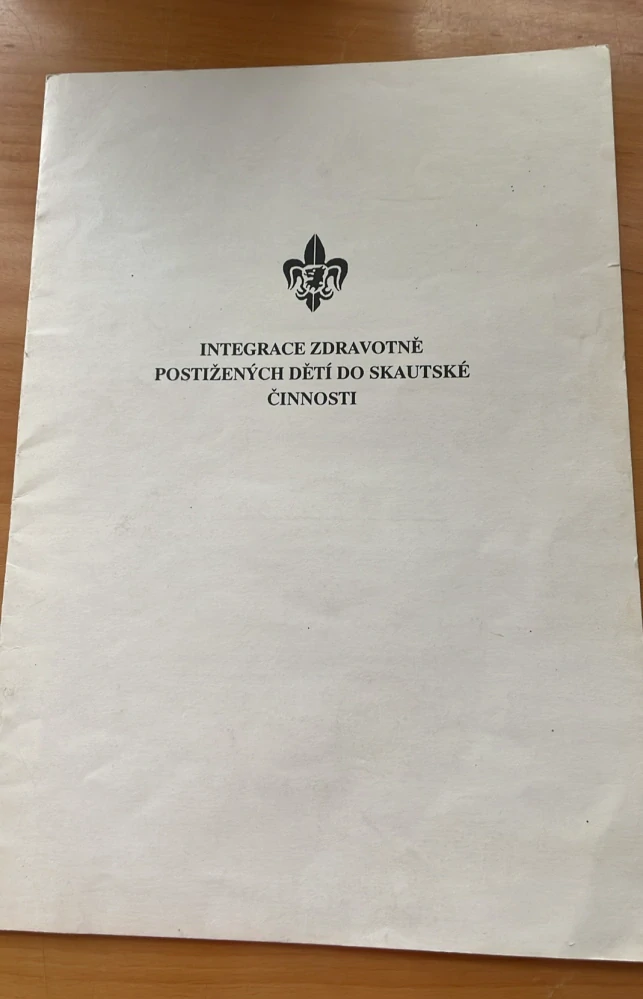 INTEGRACE ZDRAVOTNĚ
POSTIŽENÝCH DĚTÍ DO SKAUTSKÉ
ČINNOSTI